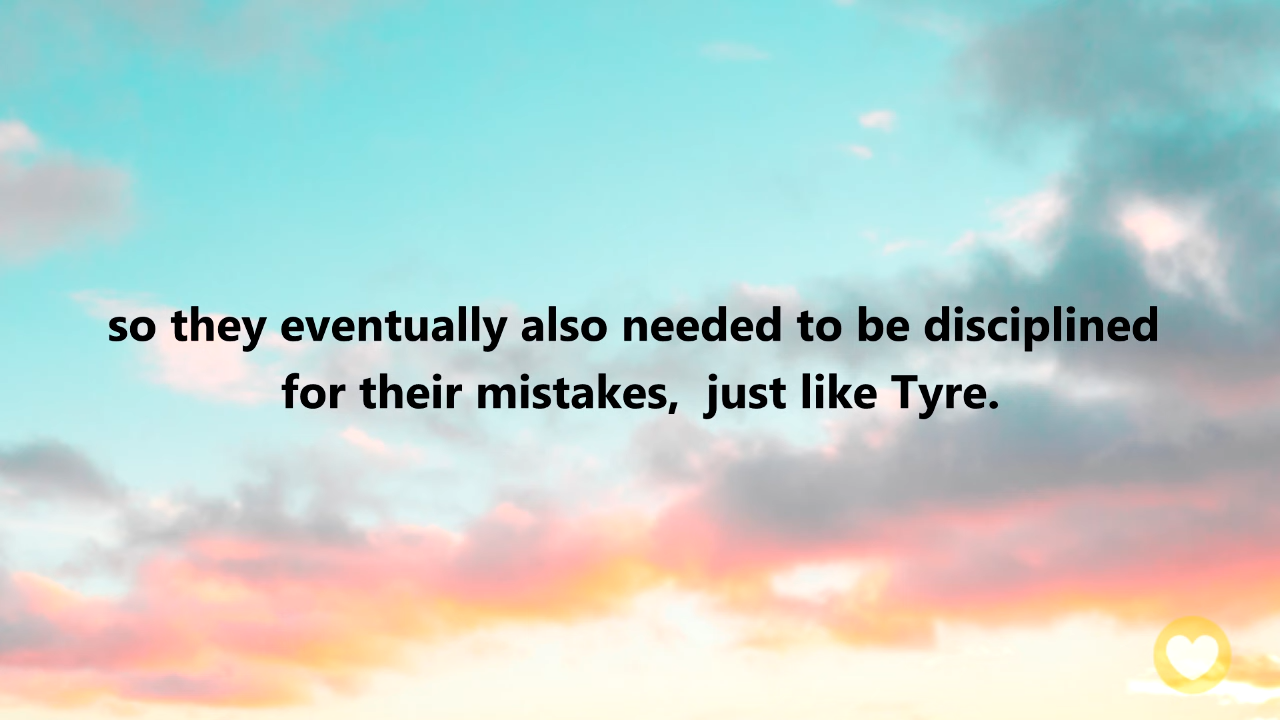 so they eventually also needed to be disciplined
for their mistakes,  just like Tyre.